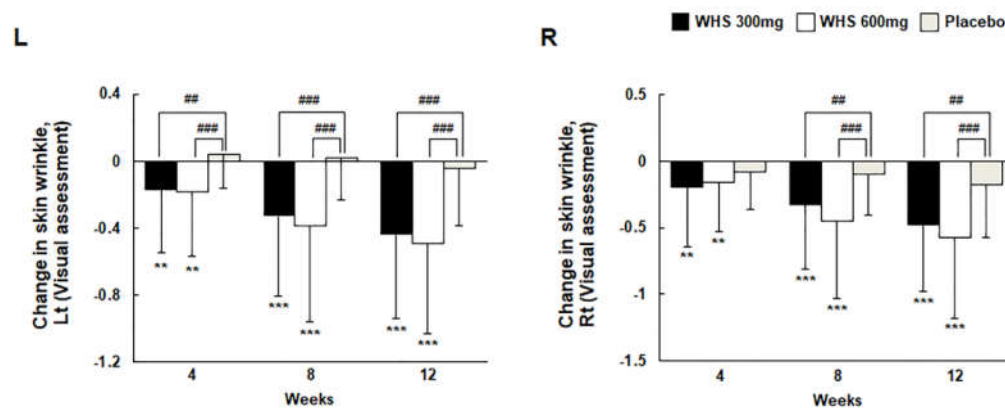 WHS 300mg WHS 600mg Placebo
L
0.4
0
-0.4
-0.8
-1.2
Change in skin wrinkle,
Lt (Visual assessment)
##
###
###
###
###
###
**
**
***
***
***
***
4 8 12
Weeks
R
0.5
0
-0.5
-1
-1.5
Change in skin wrinkle,
Rt (Visual assessment)
##
##
###
###
**
**
***
***
***
***
4 8 12
Weeks